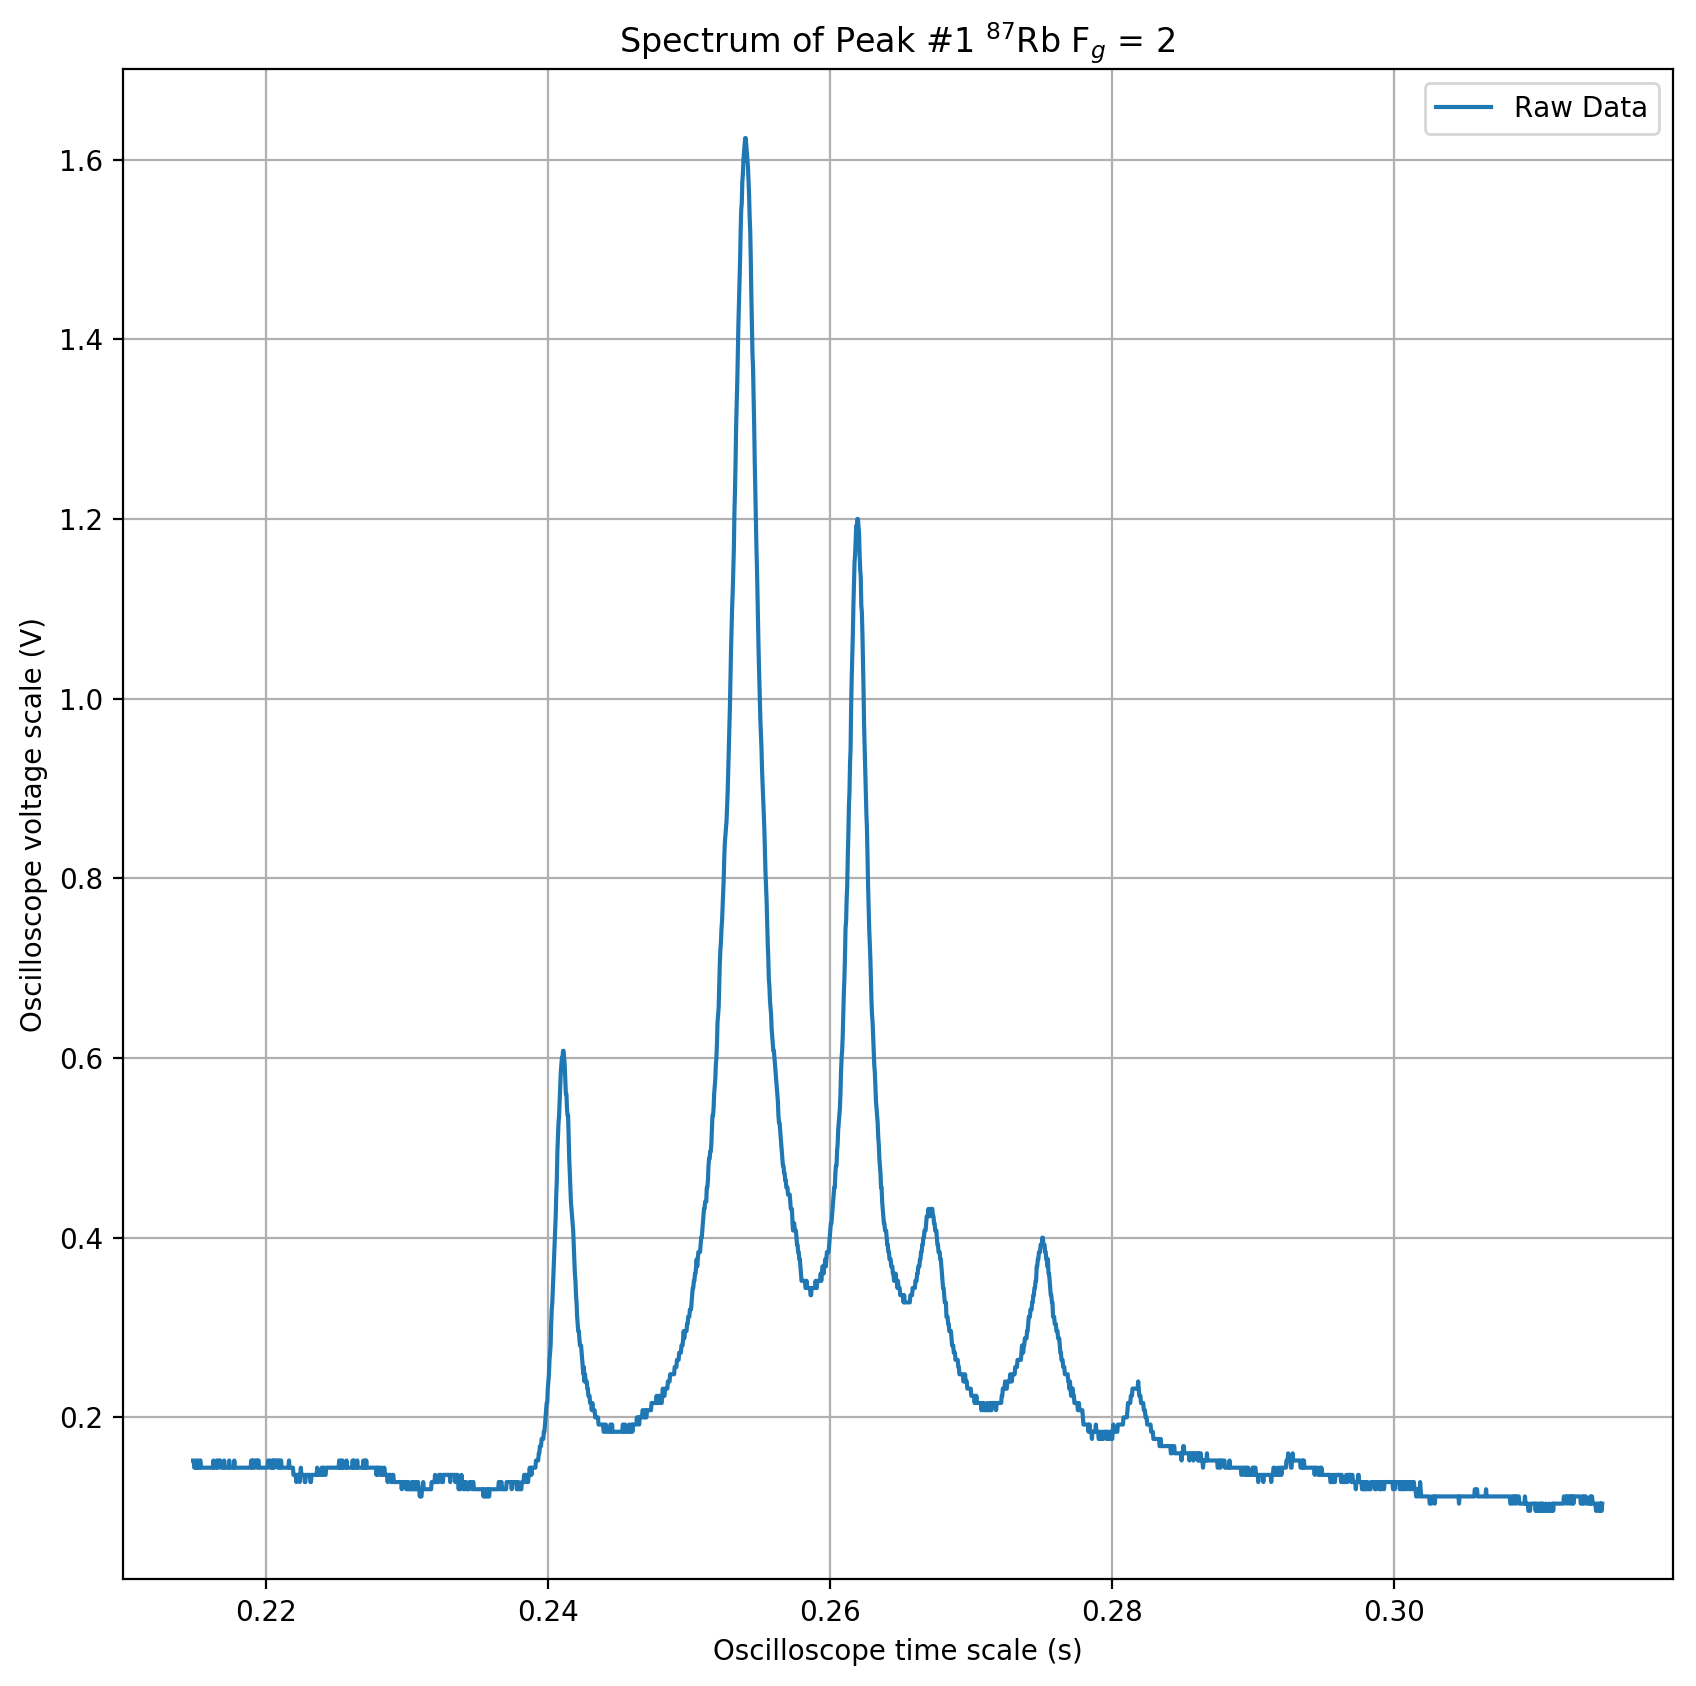 Spectrum of Peak #1 ⁸⁷Rb F_g = 2
Raw Data
1.6
1.4
1.2
1.0
0.8
0.6
0.4
0.2
Oscilloscope voltage scale (V)
0.22 0.24 0.26 0.28 0.30
Oscilloscope time scale (s)